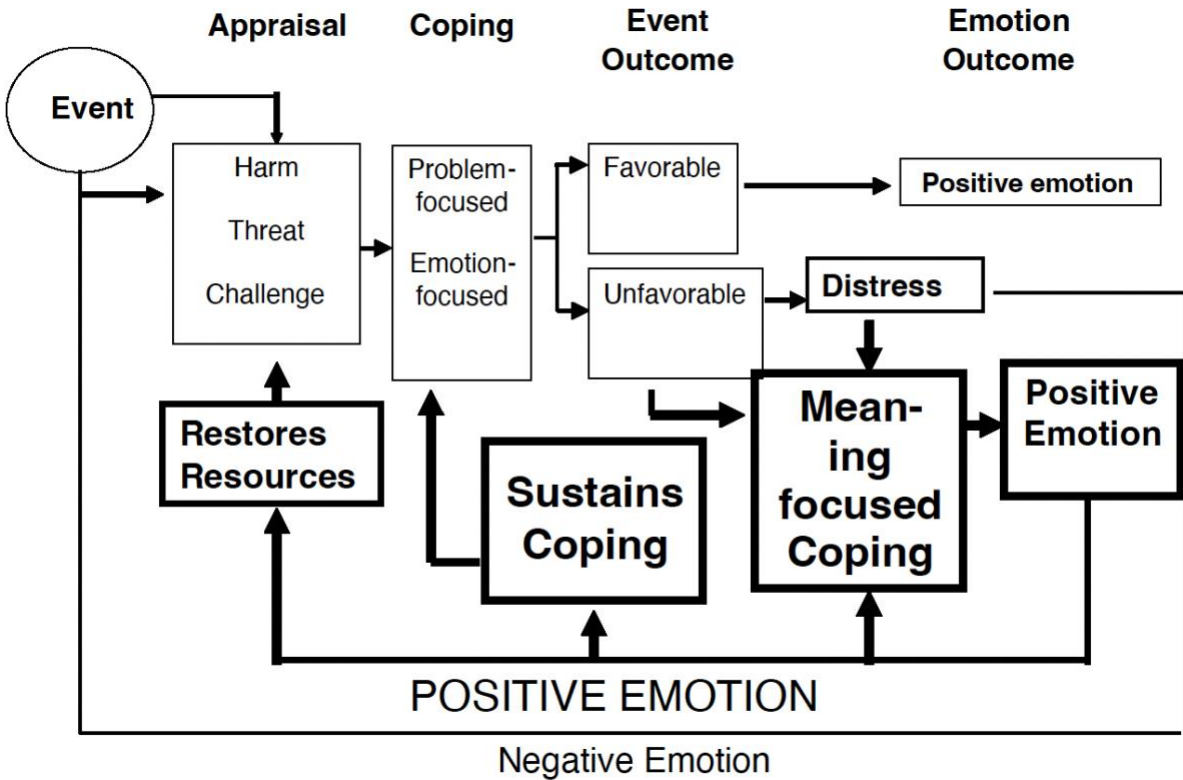 Appraisal
Coping
Event
Outcome
Emotion
Outcome
Event
Harm
Threat
Challenge
Problem-
focused
Emotion-
focused
Favorable
Positive emotion
Unfavorable
Distress
Restores
Resources
Sustains
Coping
Mean-
ing
focused
Coping
Positive
Emotion
POSITIVE EMOTION
Negative Emotion